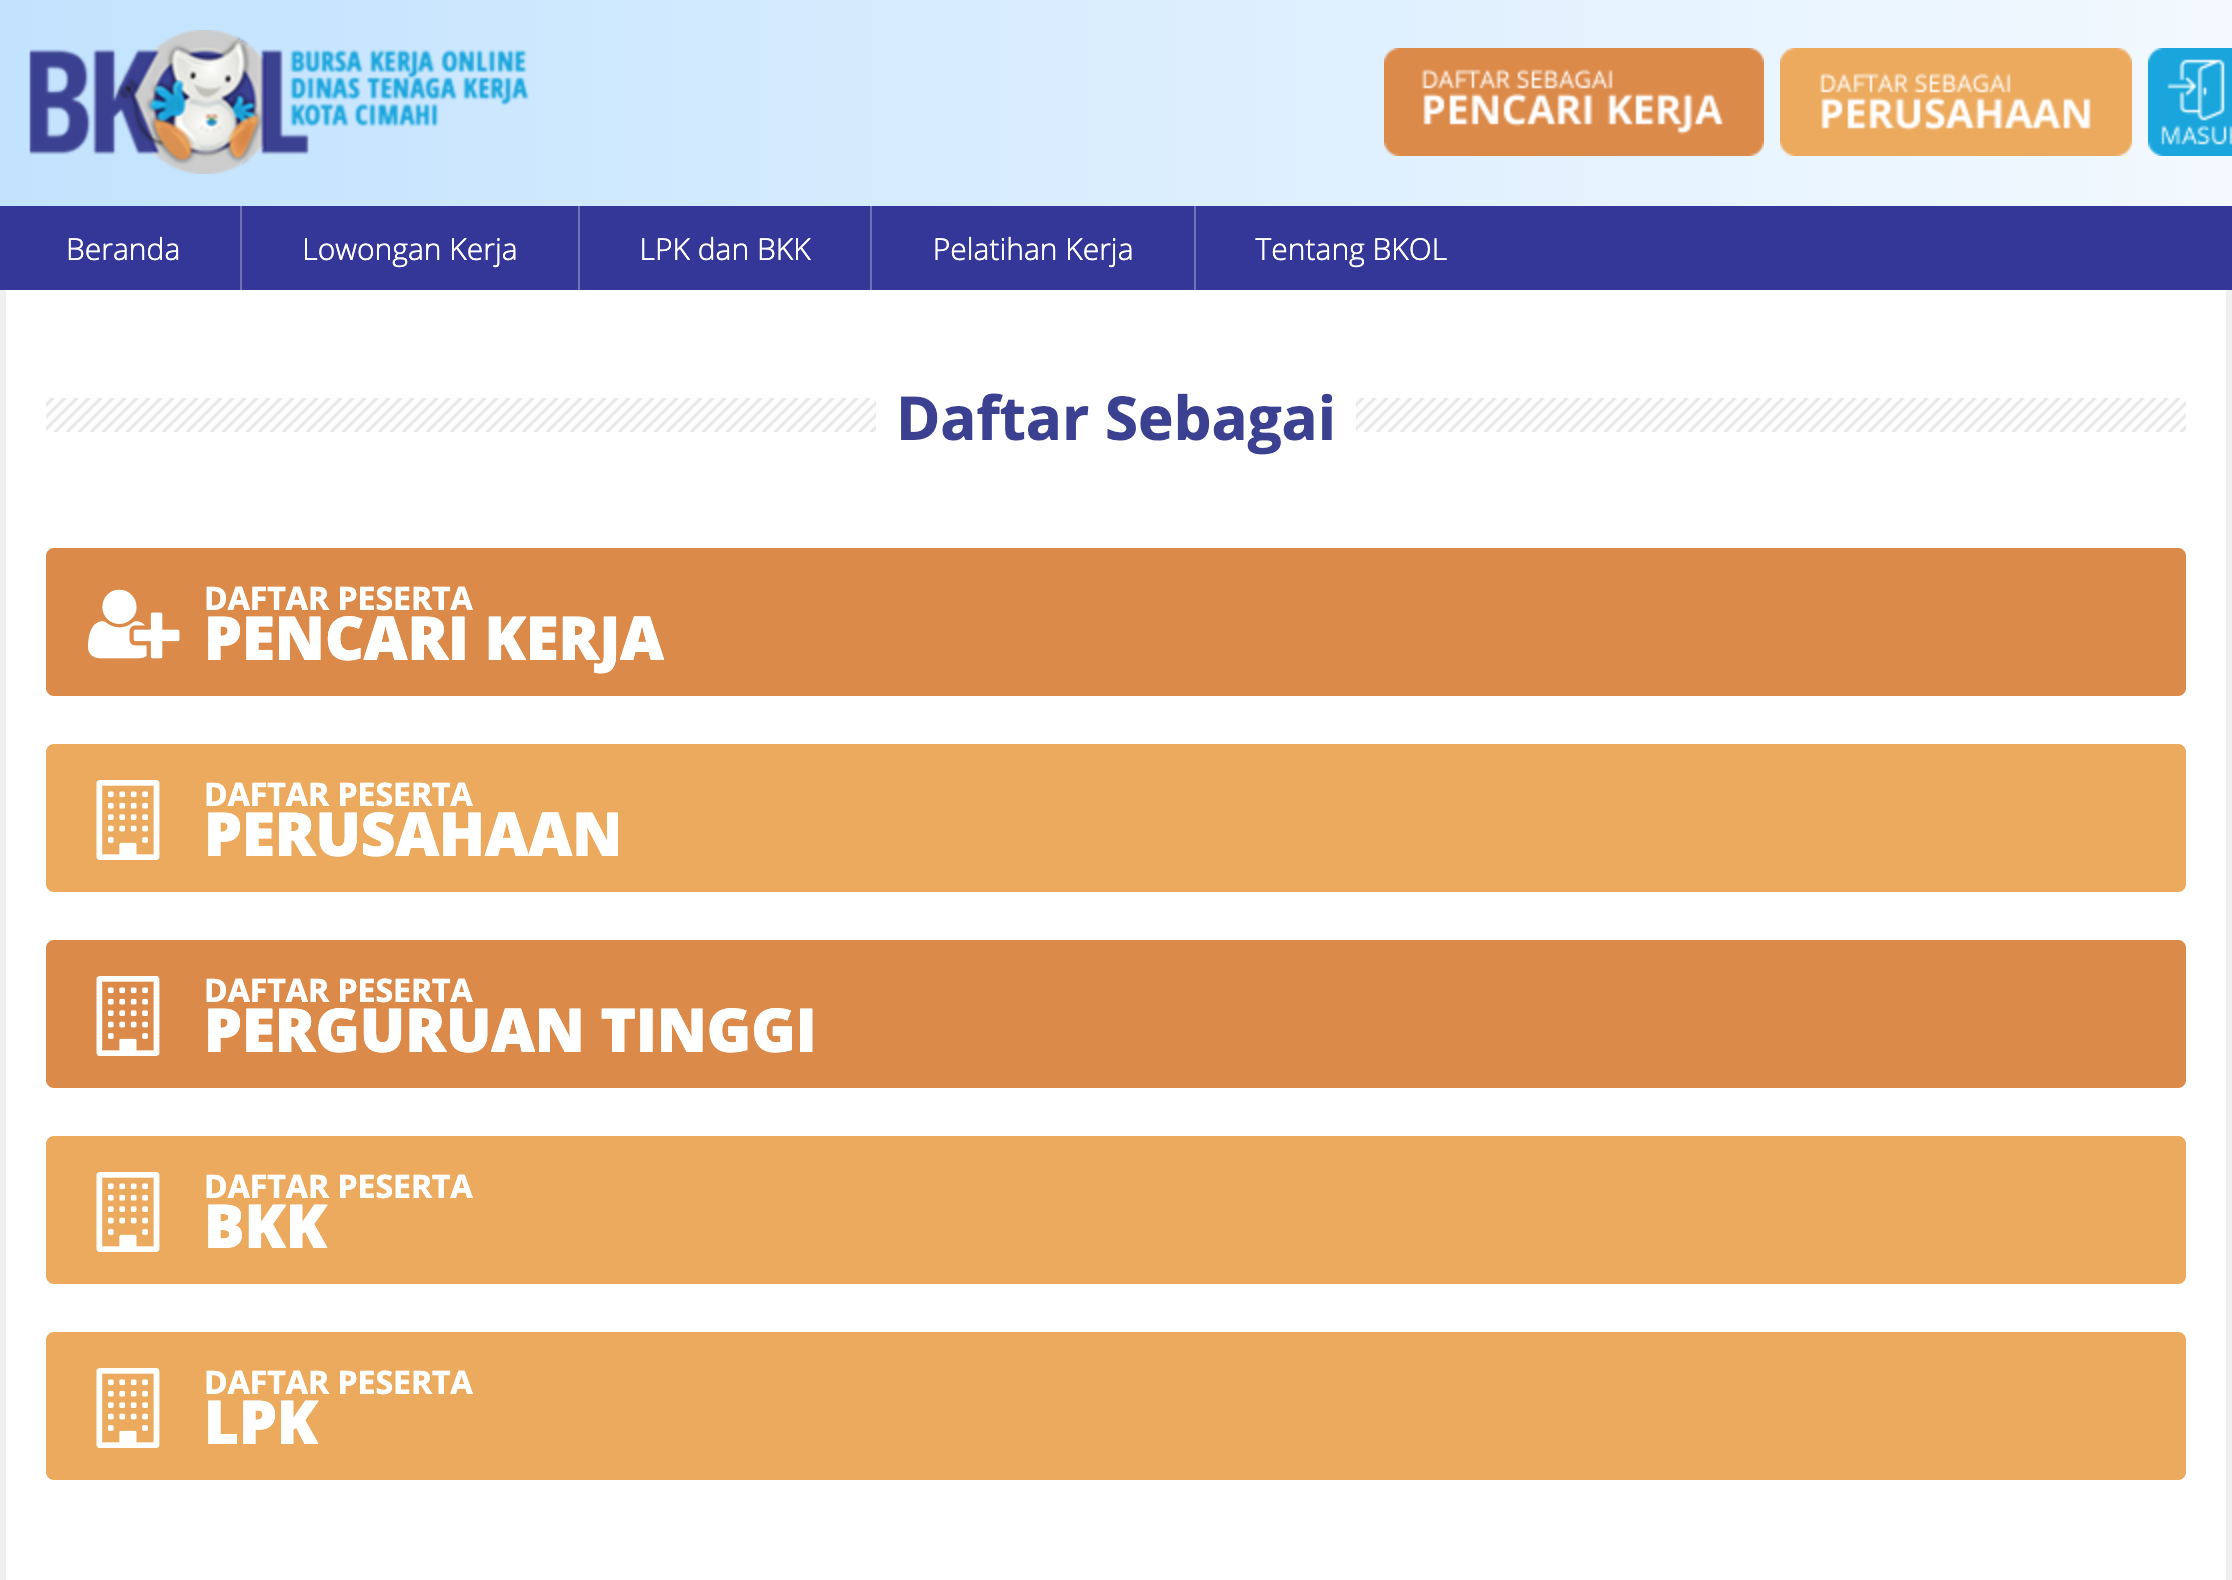 BKOL
BURSA KERJA ONLINE
DINAS TENAGA KERJA
KOTA CIMAHI
DAFTAR SEBAGAI
PENCARI KERJA
DAFTAR SEBAGAI
PERUSAHAAN
Beranda
Lowongan Kerja
LPK dan BKK
Pelatihan Kerja
Tentang BKOL
Daftar Sebagai
DAFTAR PESERTA
PENCARI KERJA
DAFTAR PESERTA
PERUSAHAAN
DAFTAR PESERTA
PERGURUAN TINGGI
DAFTAR PESERTA
BKK
DAFTAR PESERTA
LPK